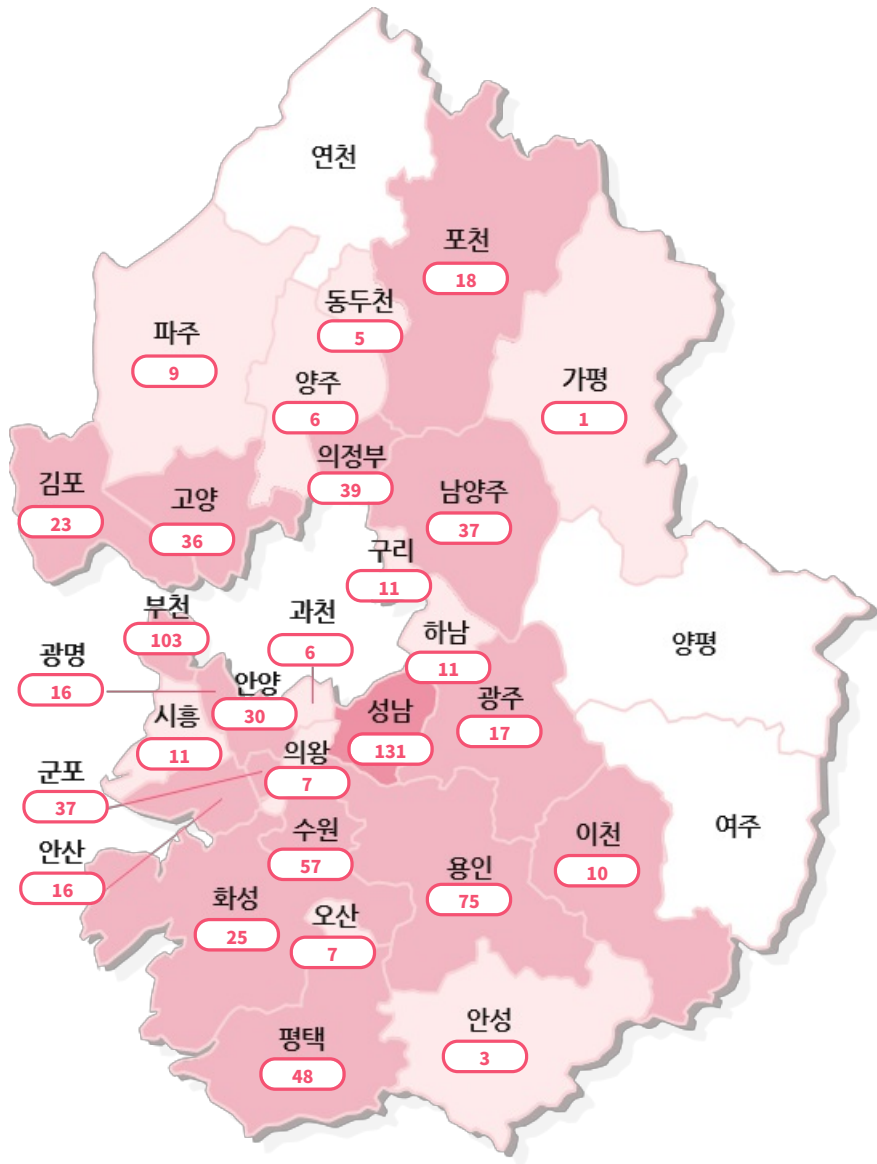 연천
포천
18
동두천
5
파주
9
양주
6
가평
1
의정부
39
김포
23
고양
36
남양주
37
구리
11
부천
103
과천
6
하남
11
양평
광명
16
안양
30
시흥
11
성남
131
광주
17
의왕
7
군포
37
수원
57
이천
10
여주
안산
16
용인
75
화성
25
오산
7
안성
3
평택
48